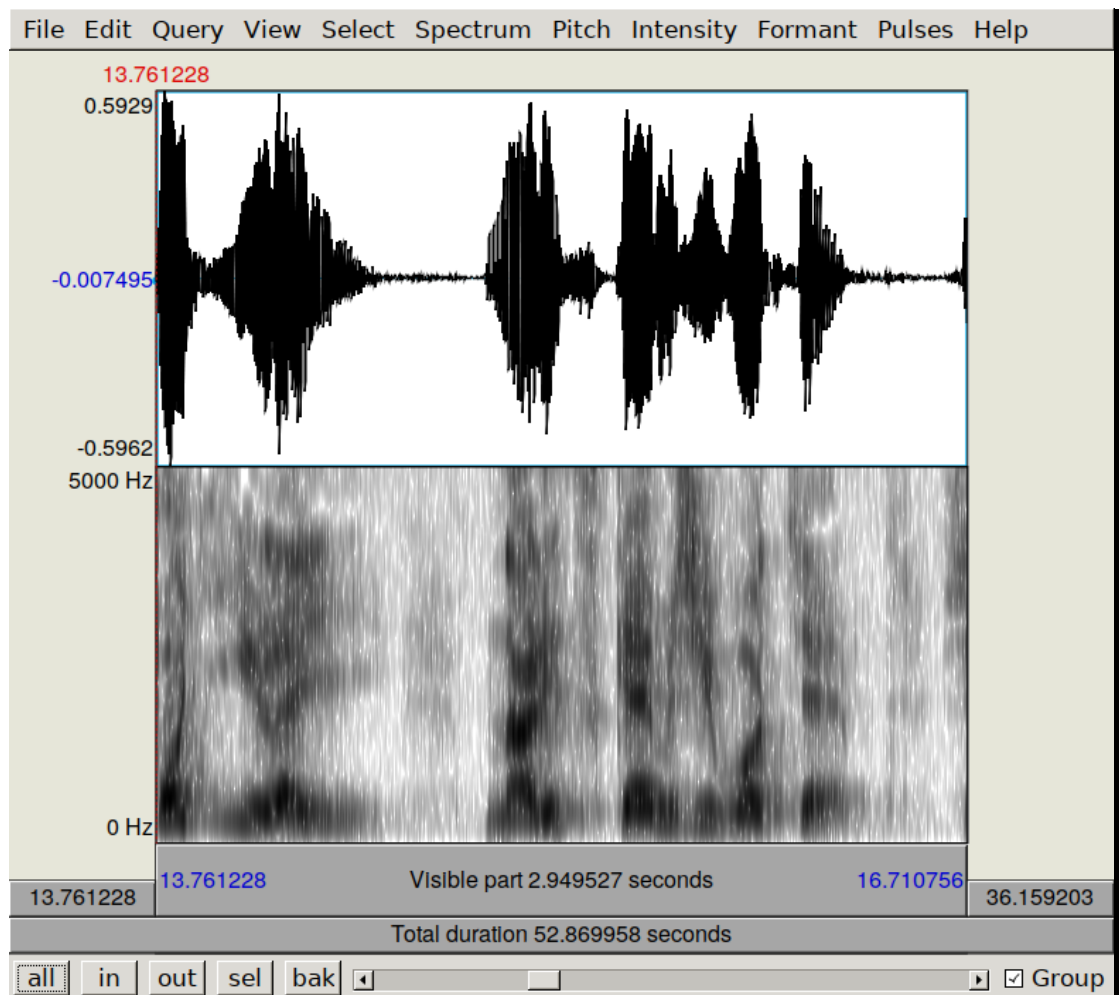 File Edit Query View Select Spectrum Pitch Intensity Formant Pulses Help
13.761228
0.5929
-0.007495
-0.5962
5000 Hz
0 Hz
13.761228 Visible part 2.949527 seconds 16.710756
13.761228 36.159203
Total duration 52.869958 seconds
all in out sel bak Group